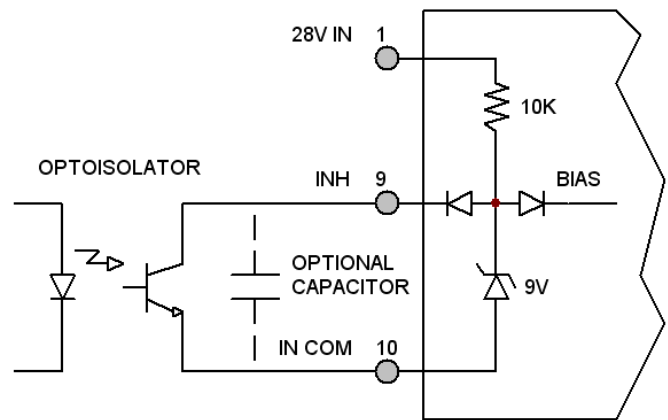 28V IN 1
10K
OPTOISOLATOR
INH 9
BIAS
OPTIONAL
CAPACITOR
9V
IN COM 10